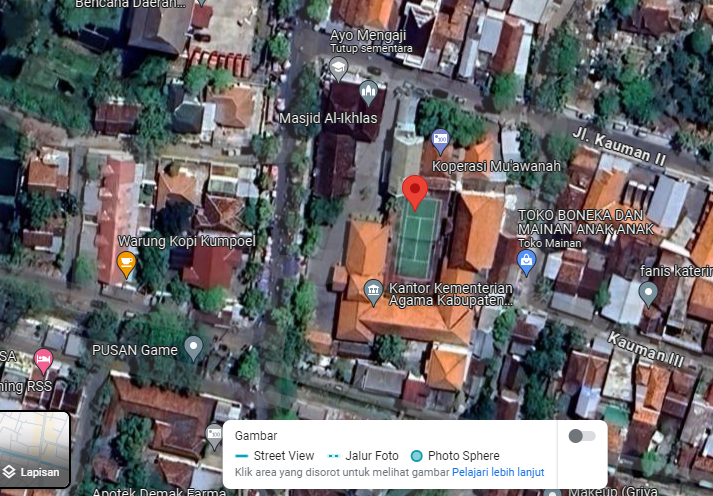 Bencana Daerah...
Ayo Mengaji
Tutup sementara
Masjid Al-Ikhlas
Jl. Kauman II
Koperasi Mu'awanah
TOKO BONEKA DAN
MAINAN ANAK ANAK
Toko Mainan
Warung Kopi Kumpoel
fanis katerin
Kantor Kementerian
Agama Kabupaten...
Kauman III
PUSAN Game
SA
ning RSS
Gambar
Street View
Jalur Foto
Photo Sphere
Klik area yang disorot untuk melihat gambar Pelajari lebih lanjut
Lapisan
Apotek Demak Farma
Makeup (Griya